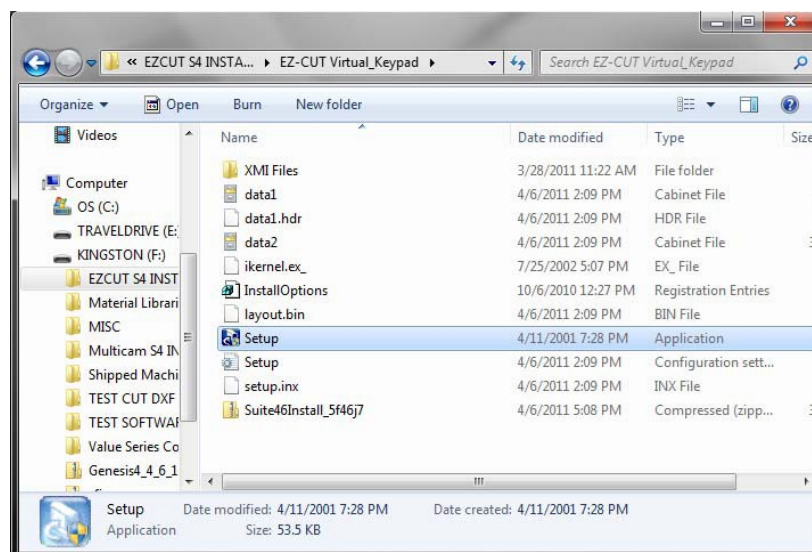 « EZCUT S4 INSTA... ▸ EZ-CUT Virtual_Keypad ▸ Search EZ-CUT Virtual_Keypad
Organize Open Burn New folder
Videos
Computer
OS (C:)
TRAVELDRIVE (E:
KINGSTON (F:)
EZCUT S4 INST
Material Librari
MISC
Multicam S4 IN
Shipped Machi
TEST CUT DXF
TEST SOFTWAR
Value Series Co
Genesis4_4_6_1
Name Date modified Type Size
XMI Files 3/28/2011 11:22 AM File folder
data1 4/6/2011 2:09 PM Cabinet File
data1.hdr 4/6/2011 2:09 PM HDR File
data2 4/6/2011 2:09 PM Cabinet File 3
ikernel.ex_ 7/25/2002 5:07 PM EX_ File
InstallOptions 10/6/2010 12:27 PM Registration Entries
layout.bin 4/6/2011 2:09 PM BIN File
Setup 4/11/2001 7:28 PM Application
Setup 4/6/2011 2:09 PM Configuration sett...
setup.inx 4/6/2011 2:09 PM INX File
Suite46Install_5f46j7 4/6/2011 5:08 PM Compressed (zipp... 3
Setup Date modified: 4/11/2001 7:28 PM Date created: 4/11/2001 7:28 PM
Application Size: 53.5 KB